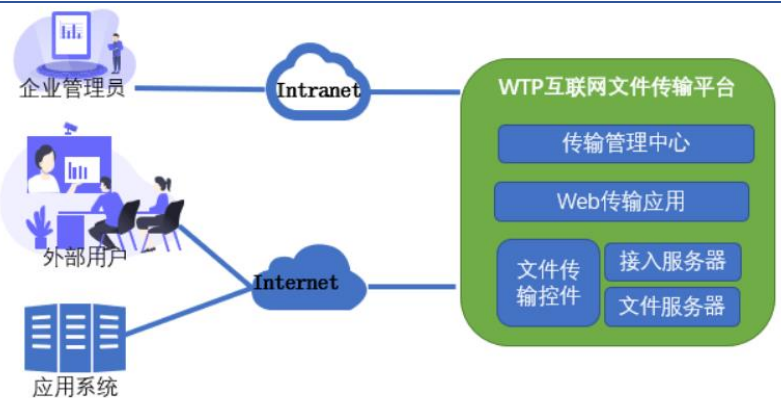 企业管理员
Intranet
WTP互联网文件传输平台
传输管理中心
Web传输应用
外部用户
Internet
文件传
输控件
接入服务器
文件服务器
应用系统